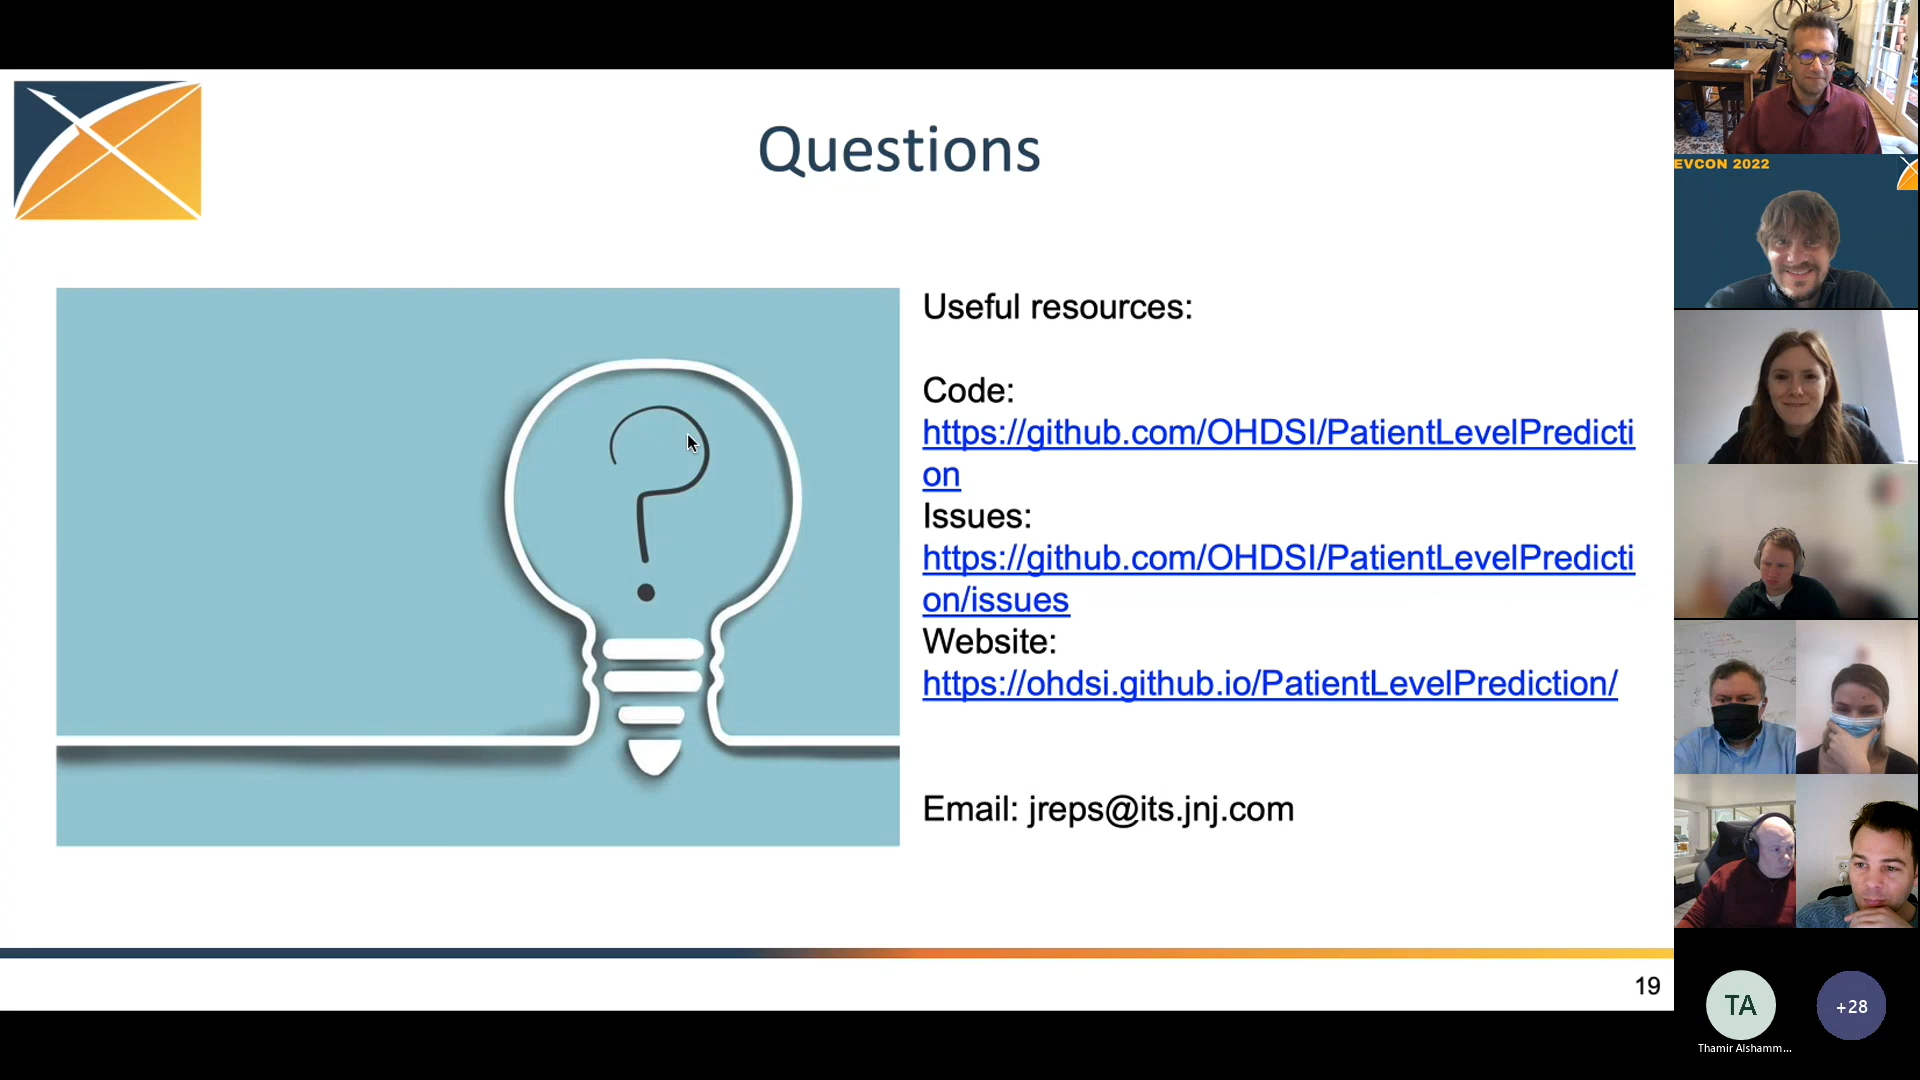 Questions
Useful resources:
Code:
https://github.com/OHDSI/PatientLevelPredicti
on
Issues:
https://github.com/OHDSI/PatientLevelPredicti
on/issues
Website:
https://ohdsi.github.io/PatientLevelPrediction/
Email: jreps@its.jnj.com
19
EVCON 2022
TA
Thamir Alshamm...
+28